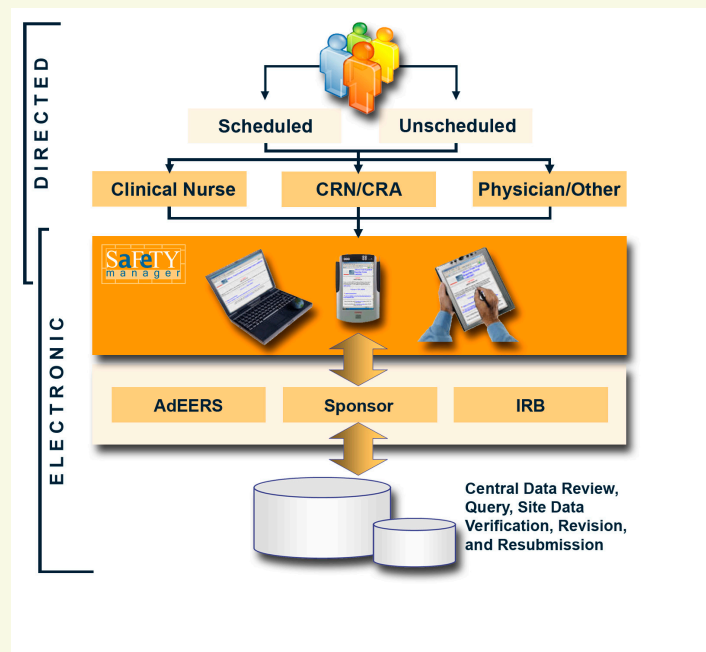 DIRECTED
Scheduled
Unscheduled
Clinical Nurse
CRN/CRA
Physician/Other
ELECTRONIC
SafeTY
manager
AdEERS
Sponsor
IRB
Central Data Review,
Query, Site Data
Verification, Revision,
and Resubmission